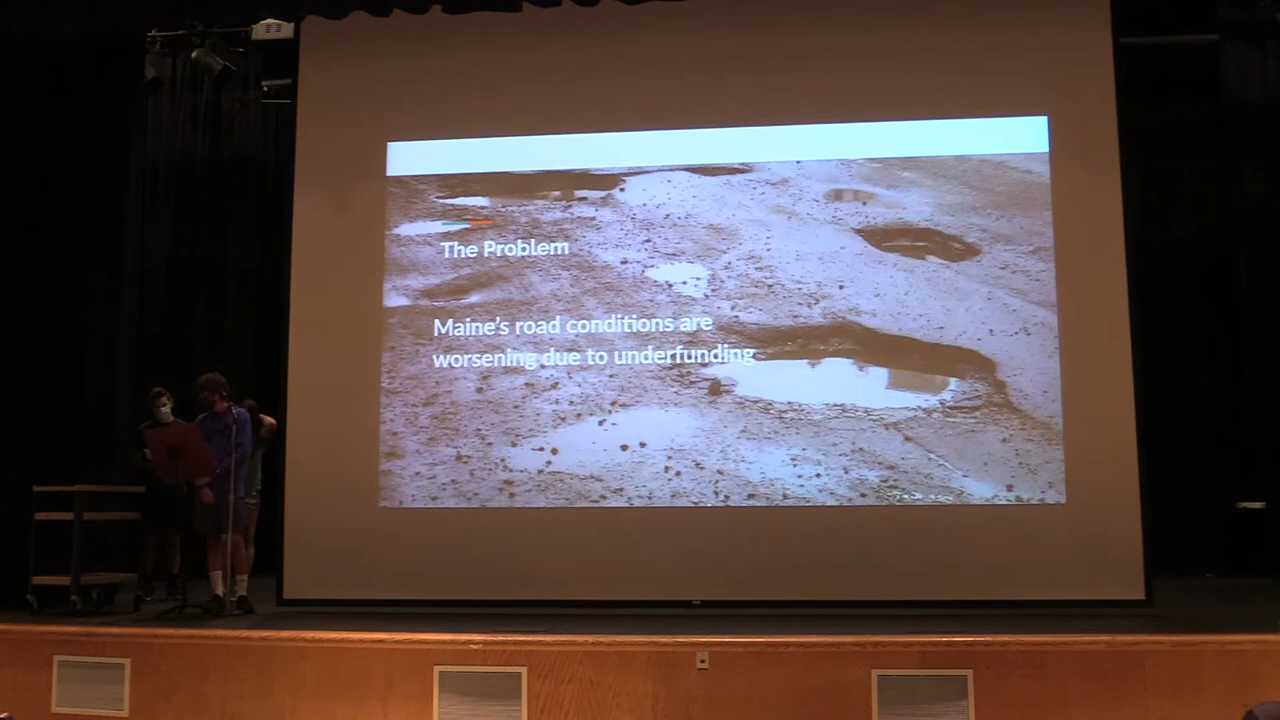 The Problem
Maine's road conditions are
worsening due to underfunding